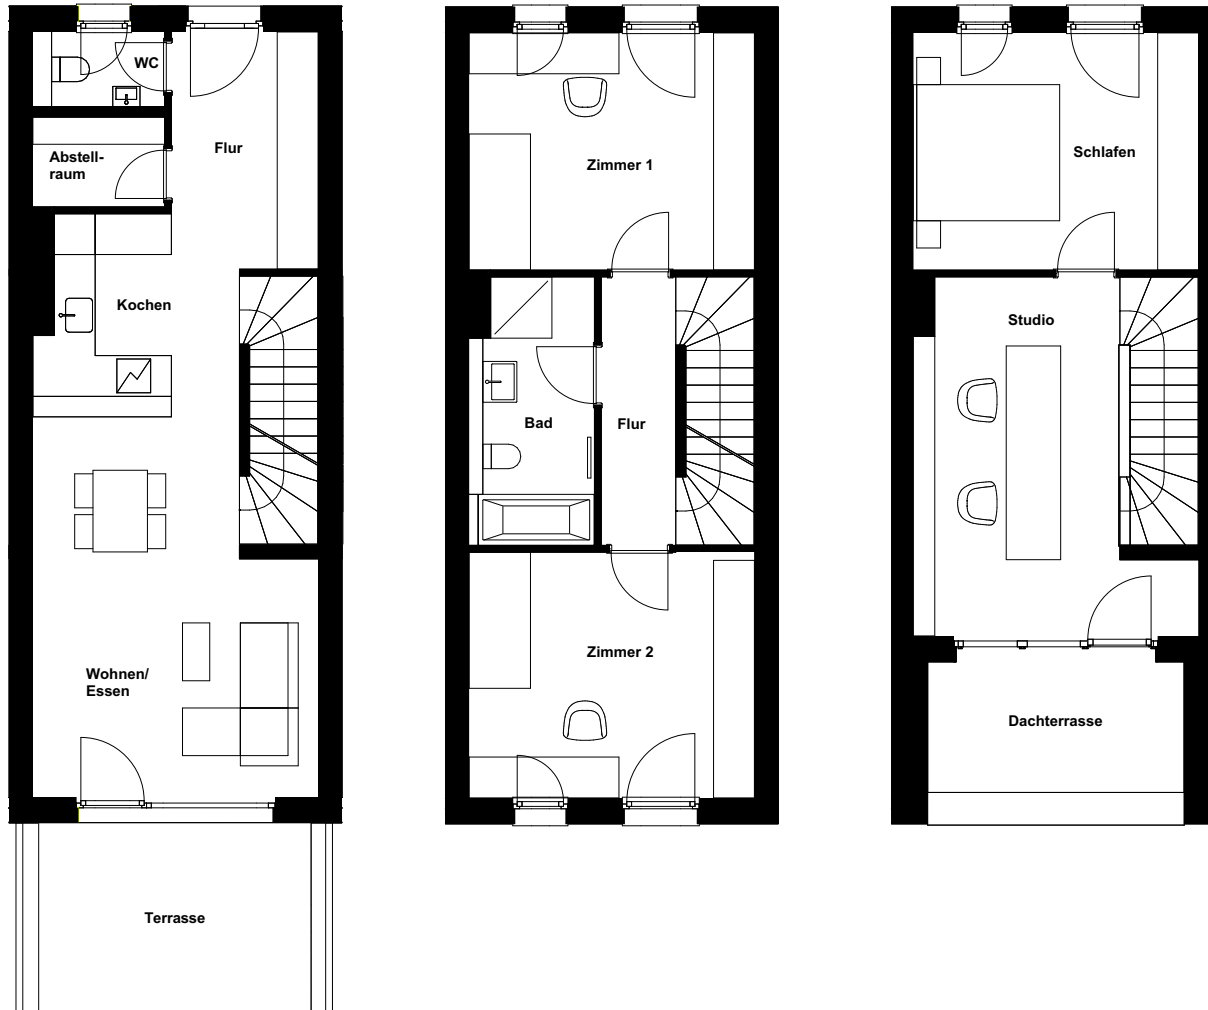 WC
Flur
Abstell-
raum
Kochen
Wohnen/
Essen
Terrasse
Zimmer 1
Bad
Flur
Zimmer 2
Schlafen
Studio
Dachterrasse